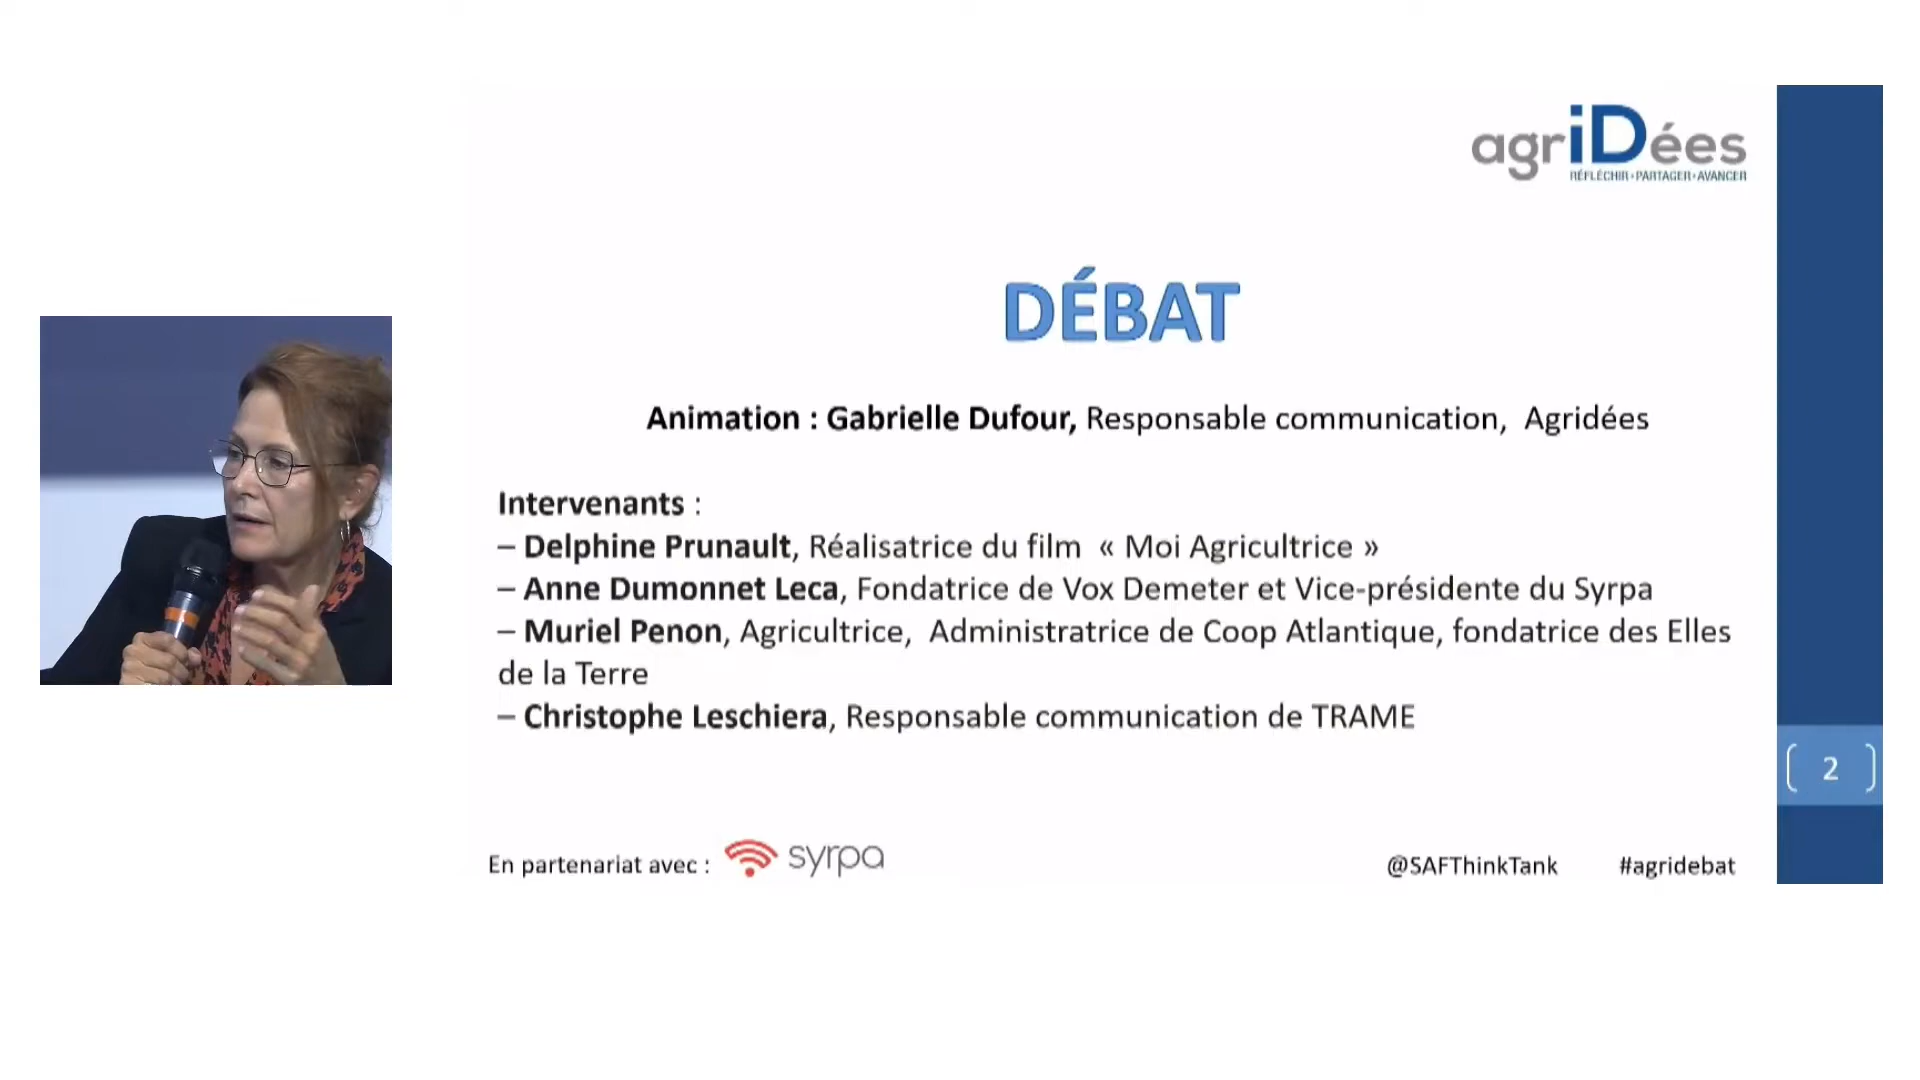 agriDées
RÉFLÉCHIR•PARTAGER•AVANCER
DÉBAT
Animation : Gabrielle Dufour, Responsable communication,  Agridées
Intervenants :
– Delphine Prunault, Réalisatrice du film  « Moi Agricultrice »
– Anne Dumonnet Leca, Fondatrice de Vox Demeter et Vice-présidente du Syrpa
– Muriel Penon, Agricultrice,  Administratrice de Coop Atlantique, fondatrice des Elles
de la Terre
– Christophe Leschiera, Responsable communication de TRAME
2
En partenariat avec : syrpa
@SAFThinkTank #agridebat